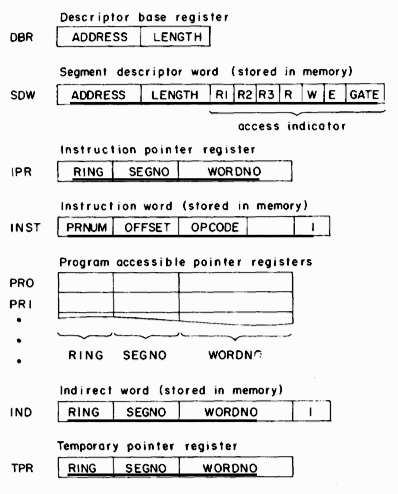 Descriptor base register
DBR ADDRESS LENGTH
Segment descriptor word (stored in memory)
SDW ADDRESS LENGTH R1 R2 R3 R W E GATE
access indicator
Instruction pointer register
IPR RING SEGNO WORDNO
Instruction word (stored in memory)
INST PRNUM OFFSET OPCODE I
Program accessible pointer registers
PR0
PR1
RING SEGNO WORDNO
Indirect word (stored in memory)
IND RING SEGNO WORDNO I
Temporary pointer register
TPR RING SEGNO WORDNO